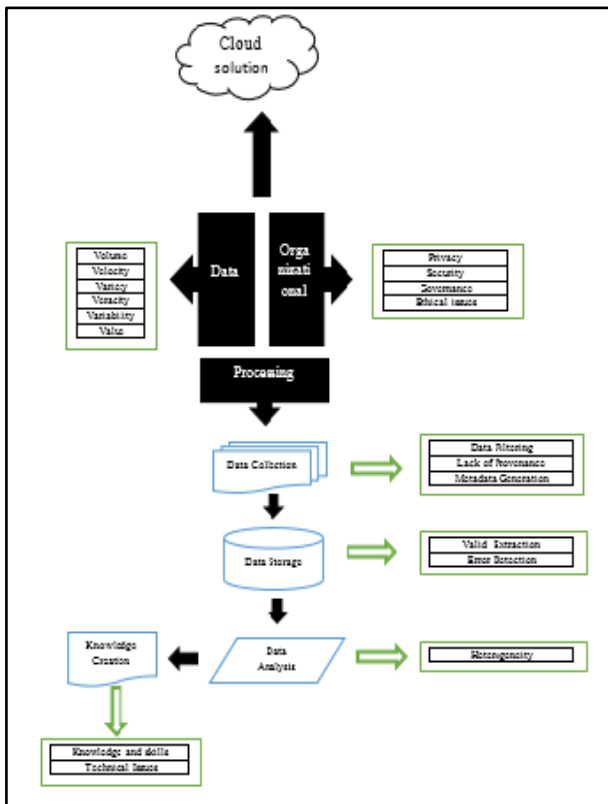 Cloud
solution
Data
Orga
nizati
onal
Volume
Velocity
Variety
Veracity
Variability
Value
Privacy
Security
Governance
Ethical issues
Processing
Data Collection
Data Filtering
Lack of Provenance
Metadata Generation
Data Storage
Valid Extraction
Error Detection
Knowledge
Creation
Data
Analysis
Heterogeneity
Knowledge and skills
Technical Issues